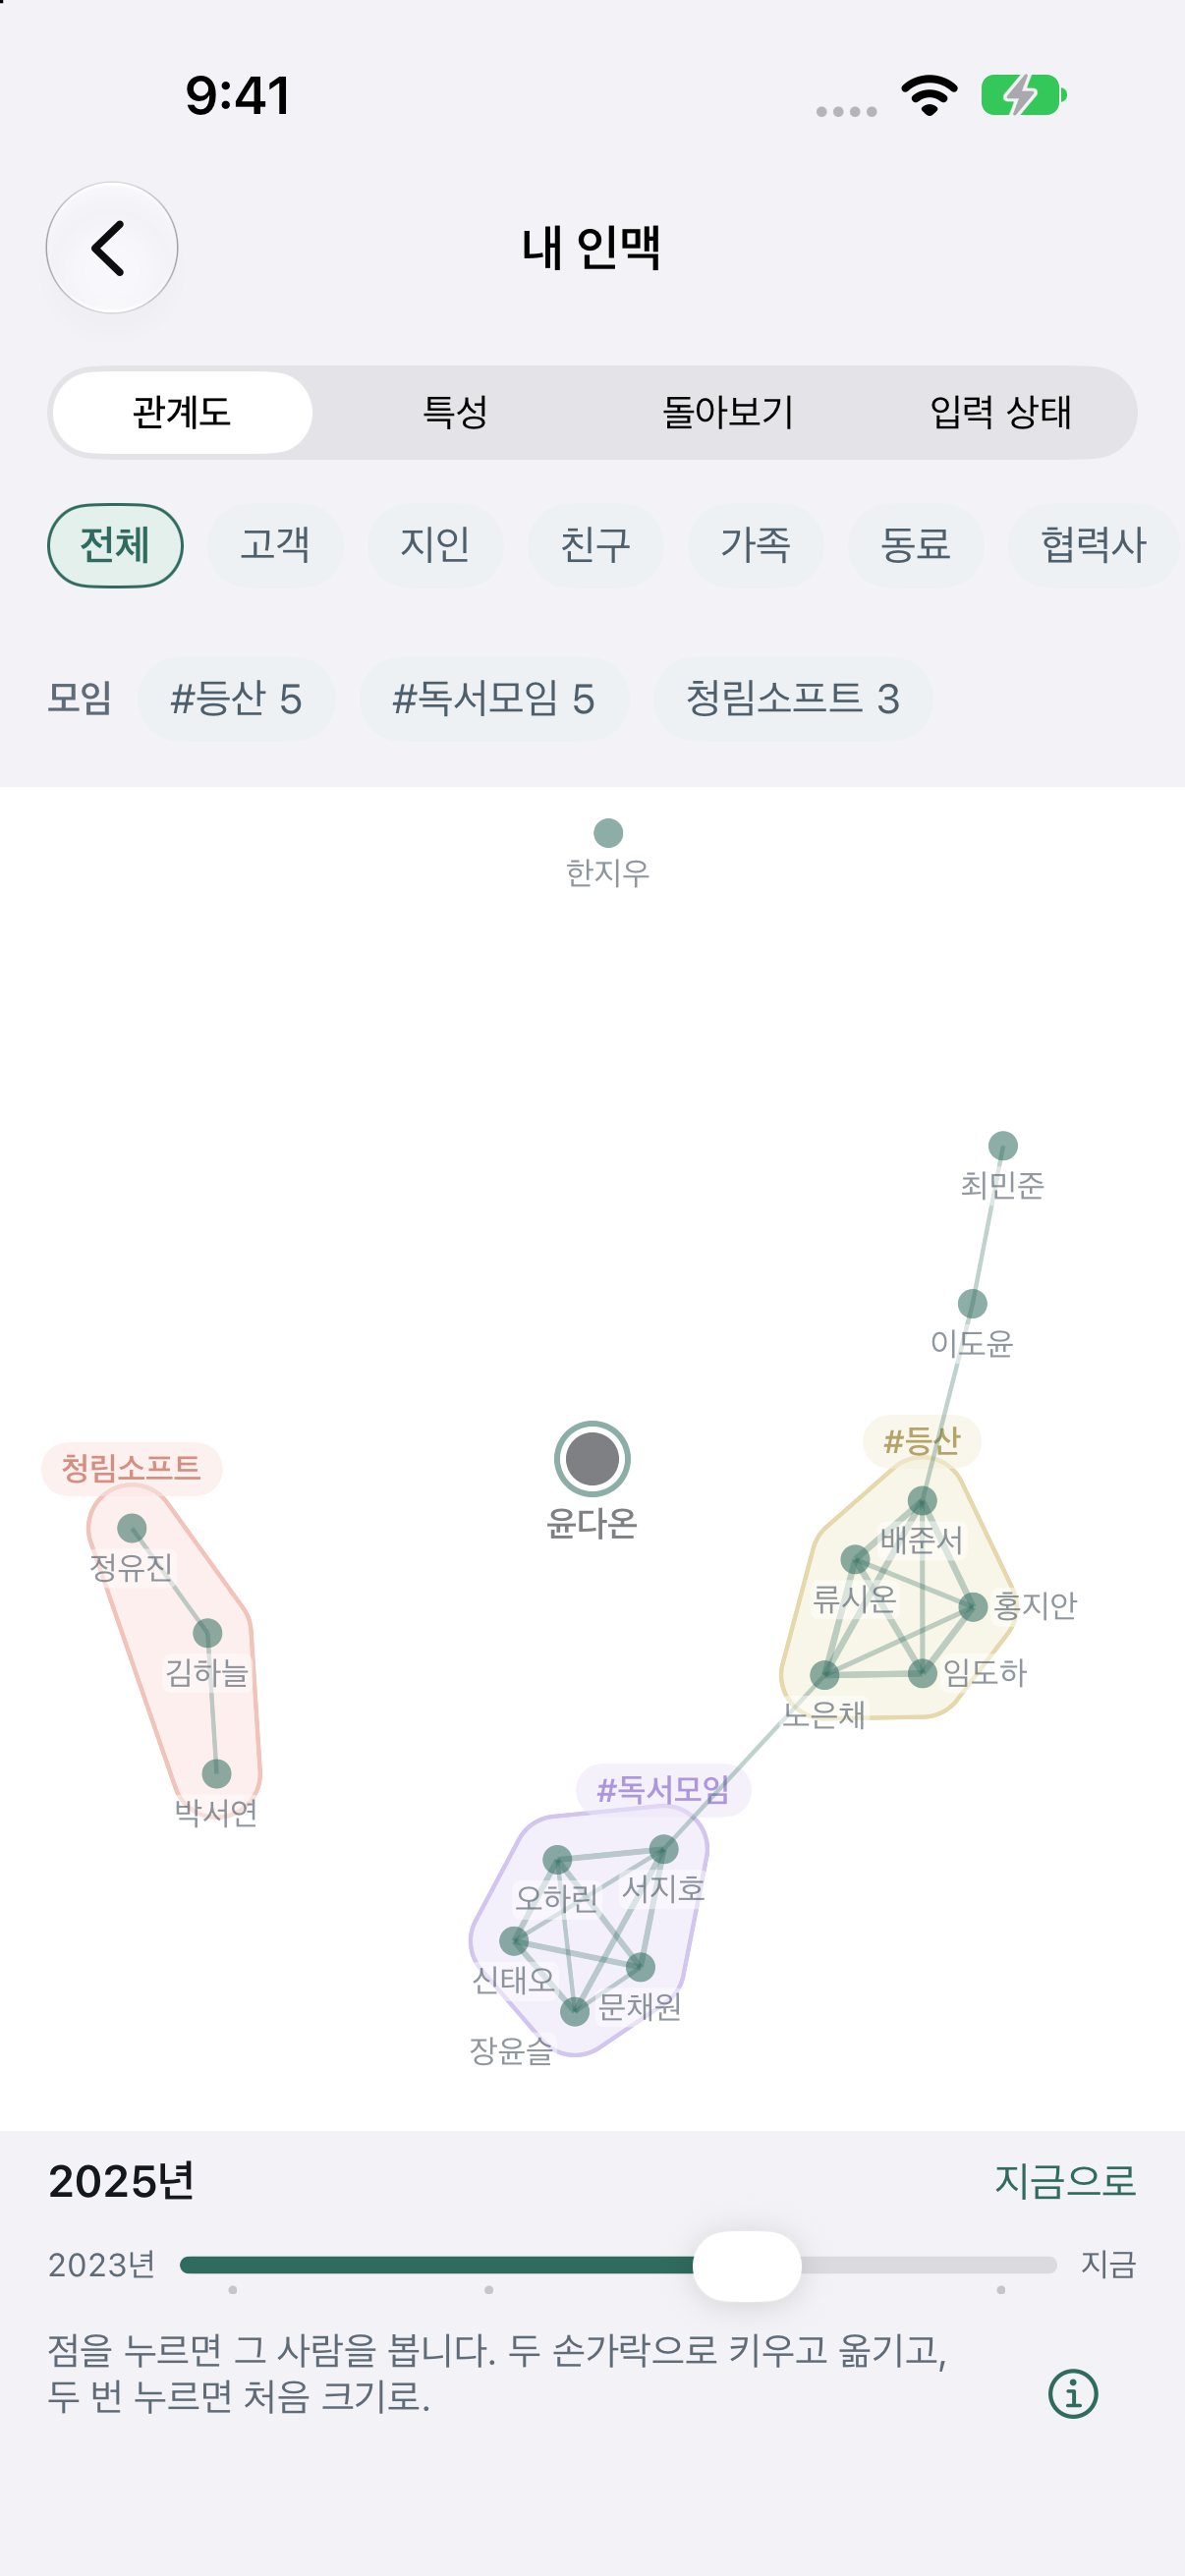 9:41
내 인맥
관계도 특성 돌아보기 입력 상태
전체 고객 지인 친구 가족 동료 협력사
모임 #등산 5 #독서모임 5 청림소프트 3
한지우
최민준
이도윤
#등산
청림소프트
윤다온
배준서
정유진
류시온
홍지안
김하늘
임도하
노은채
#독서모임
박서연
서지호
오하린
신태오
문채원
장윤슬
2025년 지금으로
2023년 지금
점을 누르면 그 사람을 봅니다. 두 손가락으로 키우고 옮기고,
두 번 누르면 처음 크기로.